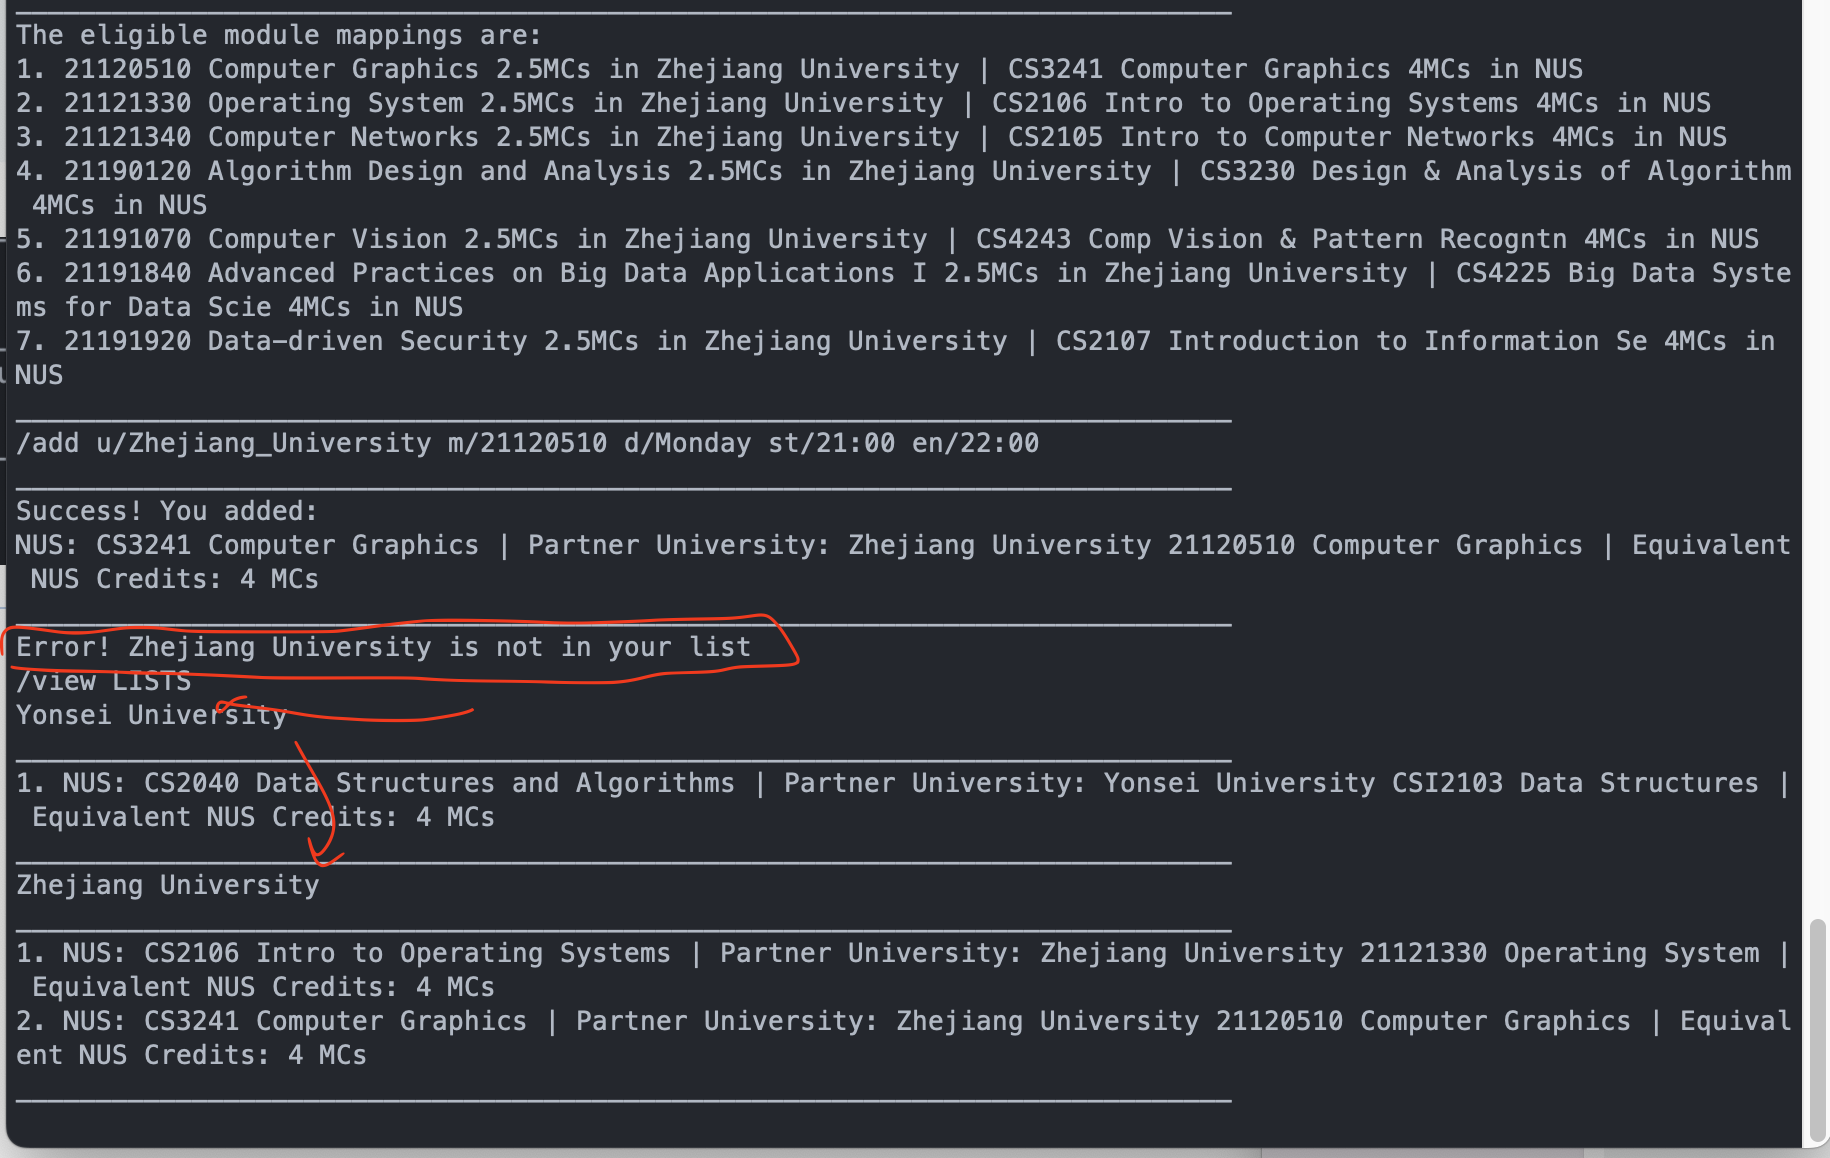 The eligible module mappings are:
1. 21120510 Computer Graphics 2.5MCs in Zhejiang University | CS3241 Computer Graphics 4MCs in NUS
2. 21121330 Operating System 2.5MCs in Zhejiang University | CS2106 Intro to Operating Systems 4MCs in NUS
3. 21121340 Computer Networks 2.5MCs in Zhejiang University | CS2105 Intro to Computer Networks 4MCs in NUS
4. 21190120 Algorithm Design and Analysis 2.5MCs in Zhejiang University | CS3230 Design & Analysis of Algorithm
4MCs in NUS
5. 21191070 Computer Vision 2.5MCs in Zhejiang University | CS4243 Comp Vision & Pattern Recogntn 4MCs in NUS
6. 21191840 Advanced Practices on Big Data Applications I 2.5MCs in Zhejiang University | CS4225 Big Data Syste
ms for Data Scie 4MCs in NUS
7. 21191920 Data-driven Security 2.5MCs in Zhejiang University | CS2107 Introduction to Information Se 4MCs in
NUS
/add u/Zhejiang_University m/21120510 d/Monday st/21:00 en/22:00
Success! You added:
NUS: CS3241 Computer Graphics | Partner University: Zhejiang University 21120510 Computer Graphics | Equivalent
NUS Credits: 4 MCs
Error! Zhejiang University is not in your list
/view LISTS
Yonsei University
1. NUS: CS2040 Data Structures and Algorithms | Partner University: Yonsei University CSI2103 Data Structures |
Equivalent NUS Credits: 4 MCs
Zhejiang University
1. NUS: CS2106 Intro to Operating Systems | Partner University: Zhejiang University 21121330 Operating System |
Equivalent NUS Credits: 4 MCs
2. NUS: CS3241 Computer Graphics | Partner University: Zhejiang University 21120510 Computer Graphics | Equival
ent NUS Credits: 4 MCs